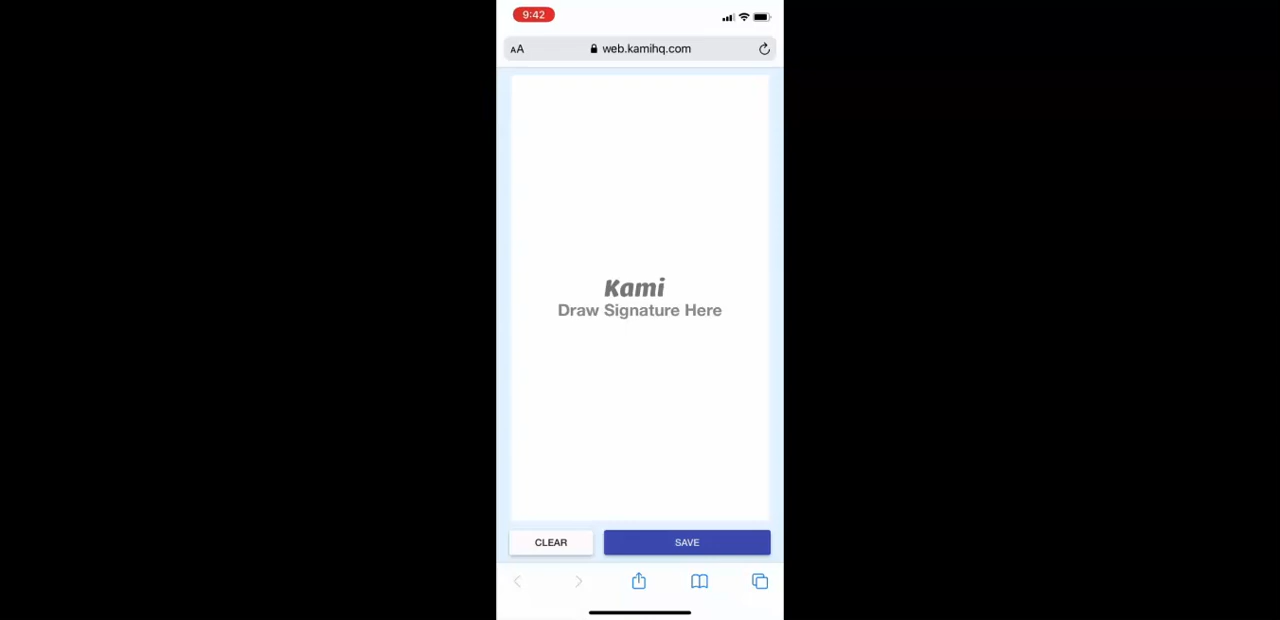 9:42
AA web.kamihq.com
Kami
Draw Signature Here
CLEAR SAVE